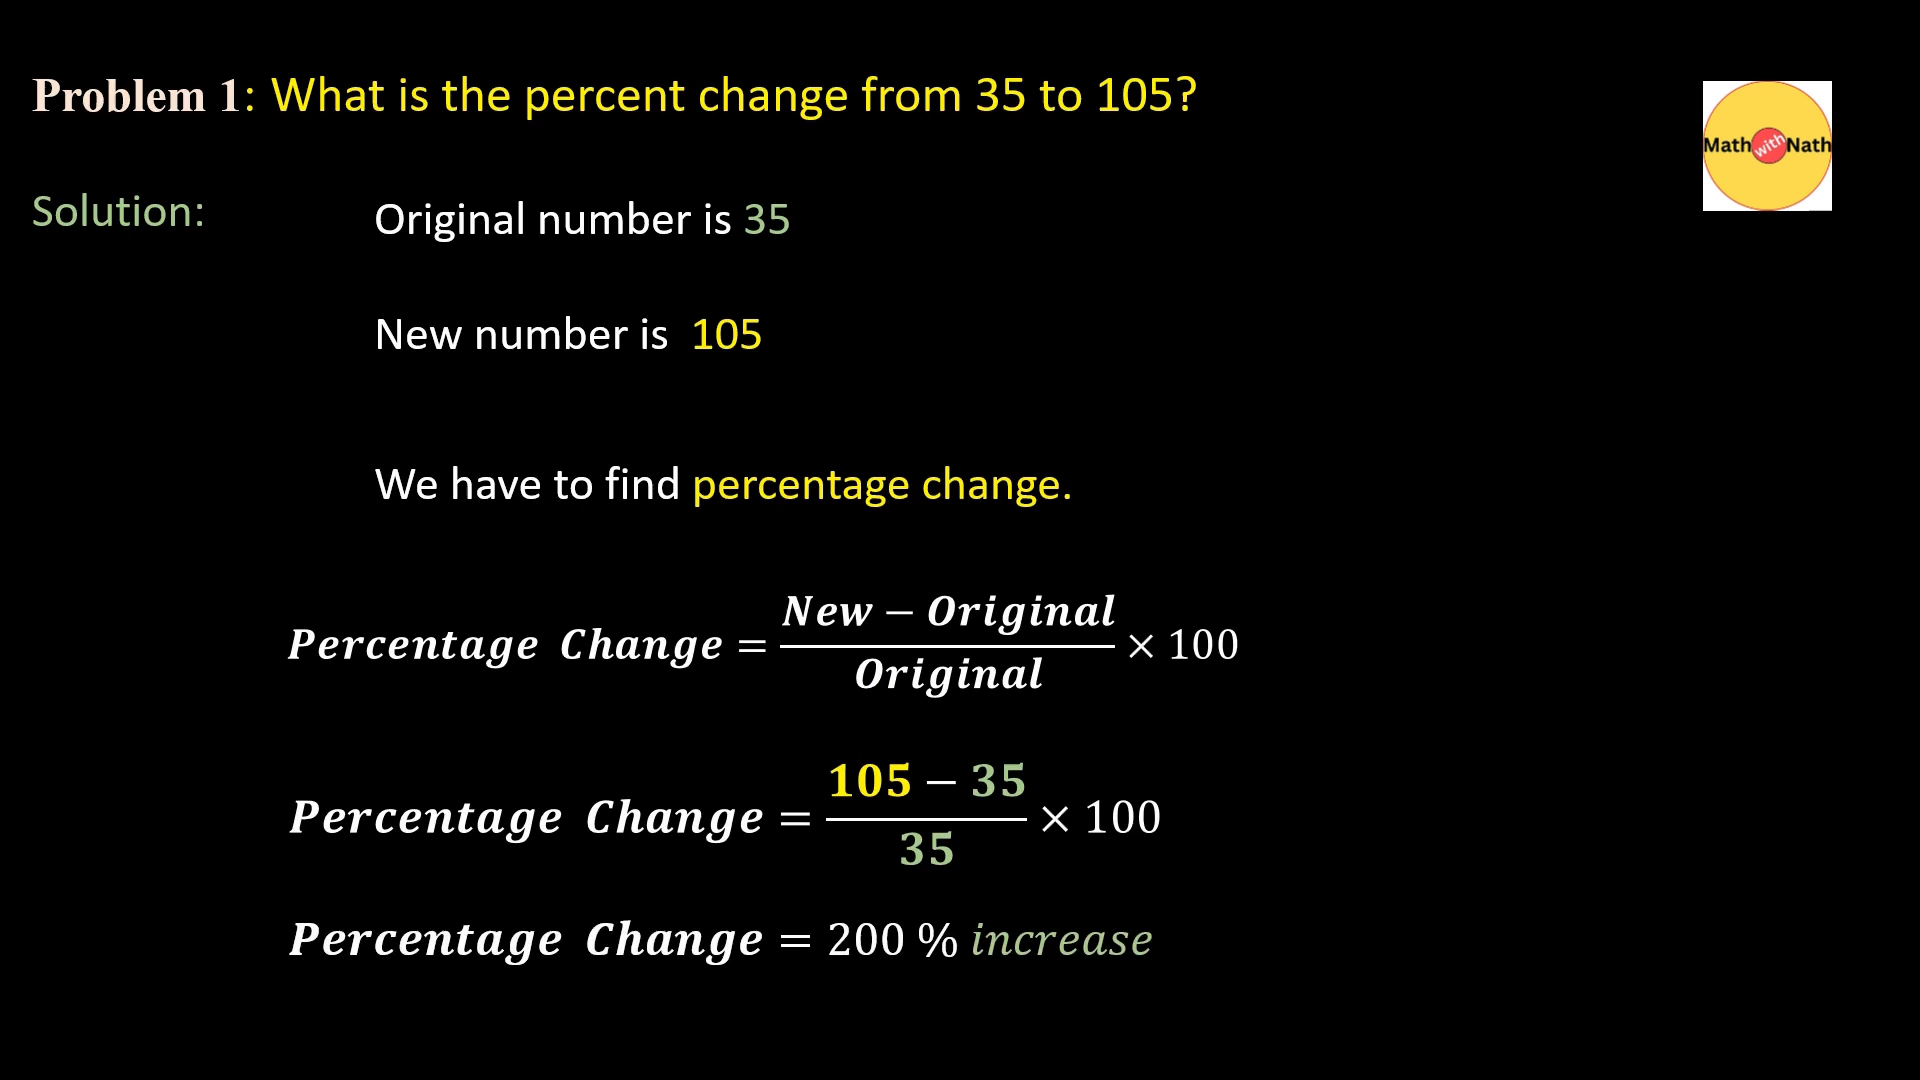 Problem 1: What is the percent change from 35 to 105?
Math with Nath
Solution:
Original number is 35
New number is 105
We have to find percentage change.
Percentage Change = New − Original / Original × 100
Percentage Change = 105 − 35 / 35 × 100
Percentage Change = 200 % increase